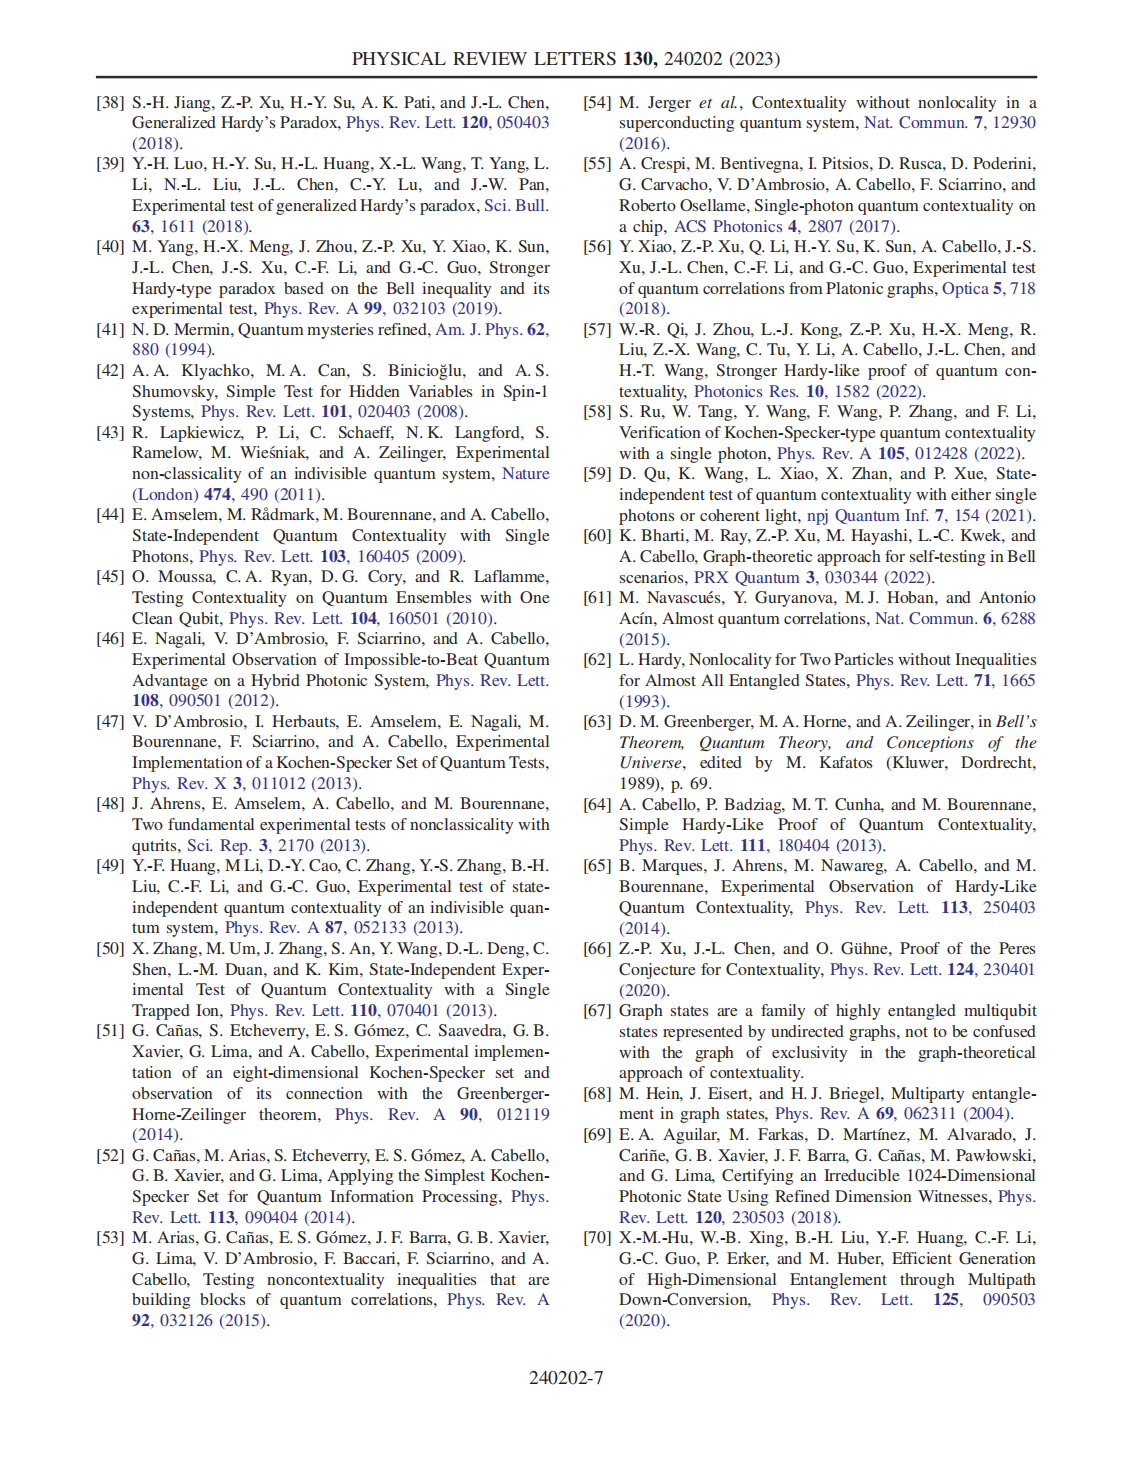 PHYSICAL REVIEW LETTERS 130, 240202 (2023)
[38] S.-H. Jiang, Z.-P. Xu, H.-Y. Su, A. K. Pati, and J.-L. Chen,
Generalized Hardy's Paradox, Phys. Rev. Lett. 120, 050403
(2018).
[39] Y.-H. Luo, H.-Y. Su, H.-L. Huang, X.-L. Wang, T. Yang, L.
Li, N.-L. Liu, J.-L. Chen, C.-Y. Lu, and J.-W. Pan,
Experimental test of generalized Hardy's paradox, Sci. Bull.
63, 1611 (2018).
[40] M. Yang, H.-X. Meng, J. Zhou, Z.-P. Xu, Y. Xiao, K. Sun,
J.-L. Chen, J.-S. Xu, C.-F. Li, and G.-C. Guo, Stronger
Hardy-type paradox based on the Bell inequality and its
experimental test, Phys. Rev. A 99, 032103 (2019).
[41] N. D. Mermin, Quantum mysteries refined, Am. J. Phys. 62,
880 (1994).
[42] A. A. Klyachko, M. A. Can, S. Binicioğlu, and A. S.
Shumovsky, Simple Test for Hidden Variables in Spin-1
Systems, Phys. Rev. Lett. 101, 020403 (2008).
[43] R. Lapkiewicz, P. Li, C. Schaeff, N. K. Langford, S.
Ramelow, M. Wieśniak, and A. Zeilinger, Experimental
non-classicality of an indivisible quantum system, Nature
(London) 474, 490 (2011).
[44] E. Amselem, M. Rådmark, M. Bourennane, and A. Cabello,
State-Independent Quantum Contextuality with Single
Photons, Phys. Rev. Lett. 103, 160405 (2009).
[45] O. Moussa, C. A. Ryan, D. G. Cory, and R. Laflamme,
Testing Contextuality on Quantum Ensembles with One
Clean Qubit, Phys. Rev. Lett. 104, 160501 (2010).
[46] E. Nagali, V. D'Ambrosio, F. Sciarrino, and A. Cabello,
Experimental Observation of Impossible-to-Beat Quantum
Advantage on a Hybrid Photonic System, Phys. Rev. Lett.
108, 090501 (2012).
[47] V. D'Ambrosio, I. Herbauts, E. Amselem, E. Nagali, M.
Bourennane, F. Sciarrino, and A. Cabello, Experimental
Implementation of a Kochen-Specker Set of Quantum Tests,
Phys. Rev. X 3, 011012 (2013).
[48] J. Ahrens, E. Amselem, A. Cabello, and M. Bourennane,
Two fundamental experimental tests of nonclassicality with
qutrits, Sci. Rep. 3, 2170 (2013).
[49] Y.-F. Huang, M Li, D.-Y. Cao, C. Zhang, Y.-S. Zhang, B.-H.
Liu, C.-F. Li, and G.-C. Guo, Experimental test of state-
independent quantum contextuality of an indivisible quan-
tum system, Phys. Rev. A 87, 052133 (2013).
[50] X. Zhang, M. Um, J. Zhang, S. An, Y. Wang, D.-L. Deng, C.
Shen, L.-M. Duan, and K. Kim, State-Independent Exper-
imental Test of Quantum Contextuality with a Single
Trapped Ion, Phys. Rev. Lett. 110, 070401 (2013).
[51] G. Cañas, S. Etcheverry, E. S. Gómez, C. Saavedra, G. B.
Xavier, G. Lima, and A. Cabello, Experimental implemen-
tation of an eight-dimensional Kochen-Specker set and
observation of its connection with the Greenberger-
Horne-Zeilinger theorem, Phys. Rev. A 90, 012119
(2014).
[52] G. Cañas, M. Arias, S. Etcheverry, E. S. Gómez, A. Cabello,
G. B. Xavier, and G. Lima, Applying the Simplest Kochen-
Specker Set for Quantum Information Processing, Phys.
Rev. Lett. 113, 090404 (2014).
[53] M. Arias, G. Cañas, E. S. Gómez, J. F. Barra, G. B. Xavier,
G. Lima, V. D'Ambrosio, F. Baccari, F. Sciarrino, and A.
Cabello, Testing noncontextuality inequalities that are
building blocks of quantum correlations, Phys. Rev. A
92, 032126 (2015).
[54] M. Jerger et al., Contextuality without nonlocality in a
superconducting quantum system, Nat. Commun. 7, 12930
(2016).
[55] A. Crespi, M. Bentivegna, I. Pitsios, D. Rusca, D. Poderini,
G. Carvacho, V. D'Ambrosio, A. Cabello, F. Sciarrino, and
Roberto Osellame, Single-photon quantum contextuality on
a chip, ACS Photonics 4, 2807 (2017).
[56] Y. Xiao, Z.-P. Xu, Q. Li, H.-Y. Su, K. Sun, A. Cabello, J.-S.
Xu, J.-L. Chen, C.-F. Li, and G.-C. Guo, Experimental test
of quantum correlations from Platonic graphs, Optica 5, 718
(2018).
[57] W.-R. Qi, J. Zhou, L.-J. Kong, Z.-P. Xu, H.-X. Meng, R.
Liu, Z.-X. Wang, C. Tu, Y. Li, A. Cabello, J.-L. Chen, and
H.-T. Wang, Stronger Hardy-like proof of quantum con-
textuality, Photonics Res. 10, 1582 (2022).
[58] S. Ru, W. Tang, Y. Wang, F. Wang, P. Zhang, and F. Li,
Verification of Kochen-Specker-type quantum contextuality
with a single photon, Phys. Rev. A 105, 012428 (2022).
[59] D. Qu, K. Wang, L. Xiao, X. Zhan, and P. Xue, State-
independent test of quantum contextuality with either single
photons or coherent light, npj Quantum Inf. 7, 154 (2021).
[60] K. Bharti, M. Ray, Z.-P. Xu, M. Hayashi, L.-C. Kwek, and
A. Cabello, Graph-theoretic approach for self-testing in Bell
scenarios, PRX Quantum 3, 030344 (2022).
[61] M. Navascués, Y. Guryanova, M. J. Hoban, and Antonio
Acín, Almost quantum correlations, Nat. Commun. 6, 6288
(2015).
[62] L. Hardy, Nonlocality for Two Particles without Inequalities
for Almost All Entangled States, Phys. Rev. Lett. 71, 1665
(1993).
[63] D. M. Greenberger, M. A. Horne, and A. Zeilinger, in Bell's
Theorem, Quantum Theory, and Conceptions of the
Universe, edited by M. Kafatos (Kluwer, Dordrecht,
1989), p. 69.
[64] A. Cabello, P. Badziag, M. T. Cunha, and M. Bourennane,
Simple Hardy-Like Proof of Quantum Contextuality,
Phys. Rev. Lett. 111, 180404 (2013).
[65] B. Marques, J. Ahrens, M. Nawareg, A. Cabello, and M.
Bourennane, Experimental Observation of Hardy-Like
Quantum Contextuality, Phys. Rev. Lett. 113, 250403
(2014).
[66] Z.-P. Xu, J.-L. Chen, and O. Gühne, Proof of the Peres
Conjecture for Contextuality, Phys. Rev. Lett. 124, 230401
(2020).
[67] Graph states are a family of highly entangled multiqubit
states represented by undirected graphs, not to be confused
with the graph of exclusivity in the graph-theoretical
approach of contextuality.
[68] M. Hein, J. Eisert, and H. J. Briegel, Multiparty entangle-
ment in graph states, Phys. Rev. A 69, 062311 (2004).
[69] E. A. Aguilar, M. Farkas, D. Martínez, M. Alvarado, J.
Cariñe, G. B. Xavier, J. F. Barra, G. Cañas, M. Pawłowski,
and G. Lima, Certifying an Irreducible 1024-Dimensional
Photonic State Using Refined Dimension Witnesses, Phys.
Rev. Lett. 120, 230503 (2018).
[70] X.-M.-Hu, W.-B. Xing, B.-H. Liu, Y.-F. Huang, C.-F. Li,
G.-C. Guo, P. Erker, and M. Huber, Efficient Generation
of High-Dimensional Entanglement through Multipath
Down-Conversion, Phys. Rev. Lett. 125, 090503
(2020).
240202-7